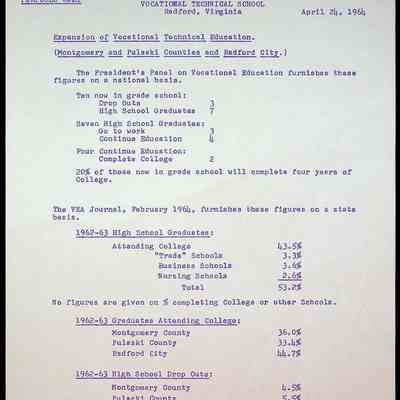 VOCATIONAL TECHNICAL SCHOOL
Radford, Virginia April 24, 1964
Expansion of Vocational Technical Education.
(Montgomery and Pulaski Counties and Radford City.)
The President's Panel on Vocational Education furnishes these
figures on a national basis.
Ten now in grade school:
Drop Outs 3
High School Graduates 7
Seven High School Graduates:
Go to work 3
Continue Education 4
Four Continue Education:
Complete College 2
20% of those now in grade school will complete four years of
College.
The VEA Journal, February 1964, furnishes these figures on a state
basis.
1962-63 High School Graduates:
Attending College 43.5%
"Trade" Schools 3.3%
Business Schools 3.8%
Nursing Schools 2.6%
Total 53.2%
No figures are given on % completing College or other Schools.
1962-63 Graduates Attending College:
Montgomery County 36.0%
Pulaski County 33.4%
Radford City 44.7%
1962-63 High School Drop Outs:
Montgomery County 4.5%
Pulaski County 5.5%